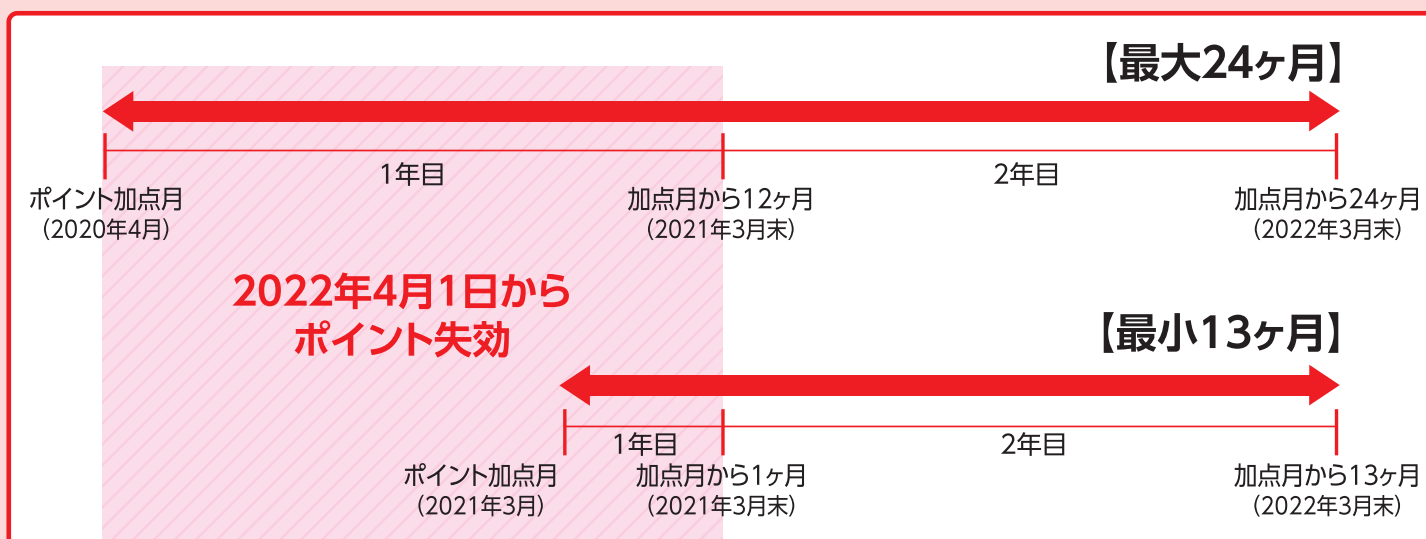 【最大24ヶ月】
1年目
2年目
ポイント加点月
（2020年4月）
加点月から12ヶ月
（2021年3月末）
加点月から24ヶ月
（2022年3月末）
2022年4月1日から
ポイント失効
【最小13ヶ月】
1年目
2年目
ポイント加点月
（2021年3月）
加点月から1ヶ月
（2021年3月末）
加点月から13ヶ月
（2022年3月末）